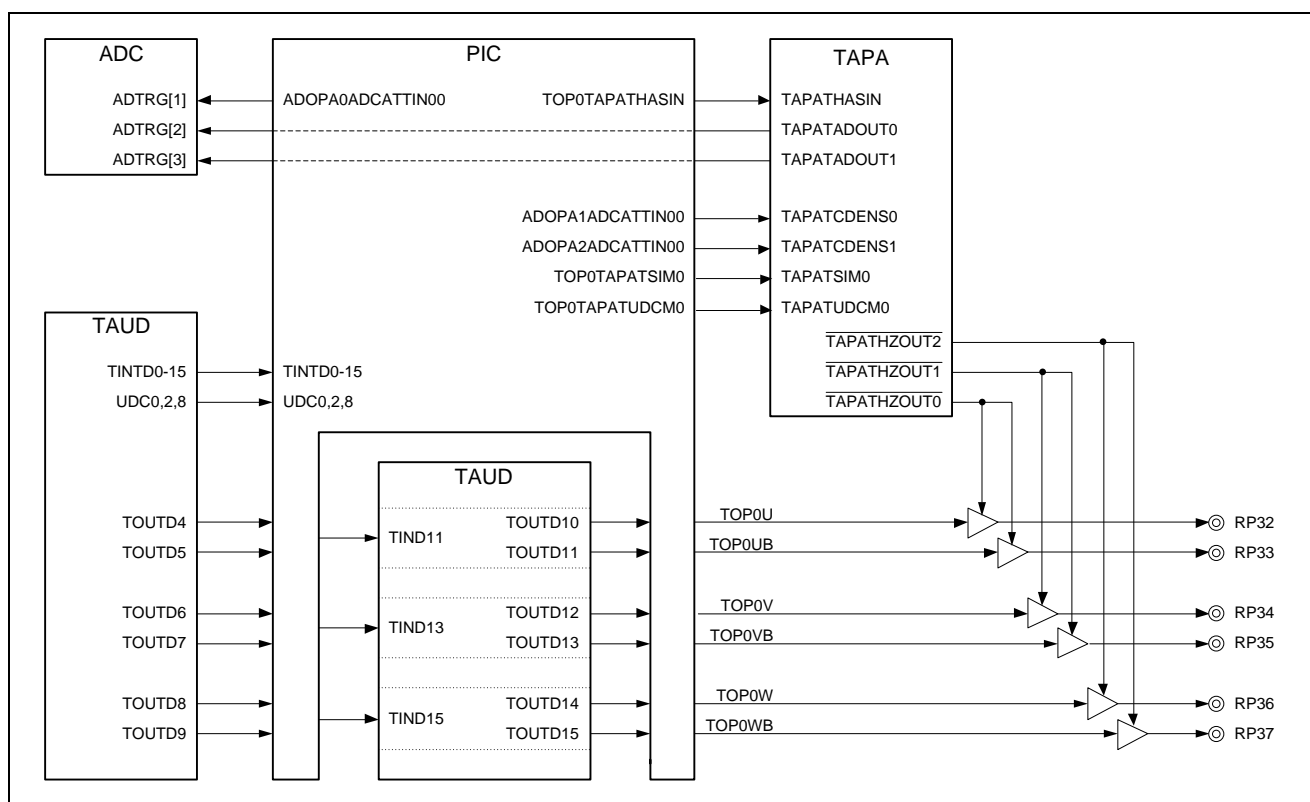 ADC
PIC
TAPA
ADTRG[1]
ADOPA0ADCATTIN00
TOP0TAPATHASIN
TAPATHASIN
ADTRG[2]
TAPATADOUT0
ADTRG[3]
TAPATADOUT1
ADOPA1ADCATTIN00
TAPATCDENS0
ADOPA2ADCATTIN00
TAPATCDENS1
TOP0TAPATSIM0
TAPATSIM0
TOP0TAPATUDCM0
TAPATUDCM0
TAUD
TAPATHZOUT2
TINTD0-15
TINTD0-15
TAPATHZOUT1
UDC0,2,8
UDC0,2,8
TAPATHZOUT0
TAUD
TOUTD4
TIND11
TOUTD10
TOP0U
RP32
TOUTD5
TOUTD11
TOP0UB
RP33
TOUTD6
TIND13
TOUTD12
TOP0V
RP34
TOUTD7
TOUTD13
TOP0VB
RP35
TOUTD8
TIND15
TOUTD14
TOP0W
RP36
TOUTD9
TOUTD15
TOP0WB
RP37